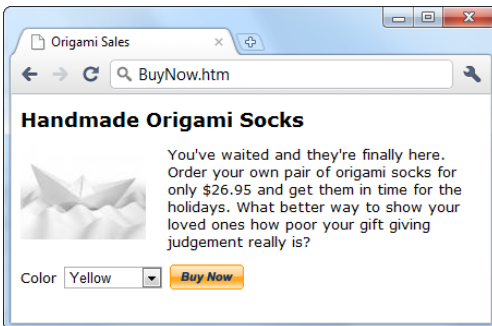 Origami Sales
BuyNow.htm
Handmade Origami Socks
You've waited and they're finally here.
Order your own pair of origami socks for
only $26.95 and get them in time for the
holidays. What better way to show your
loved ones how poor your gift giving
judgement really is?
Color Yellow Buy Now